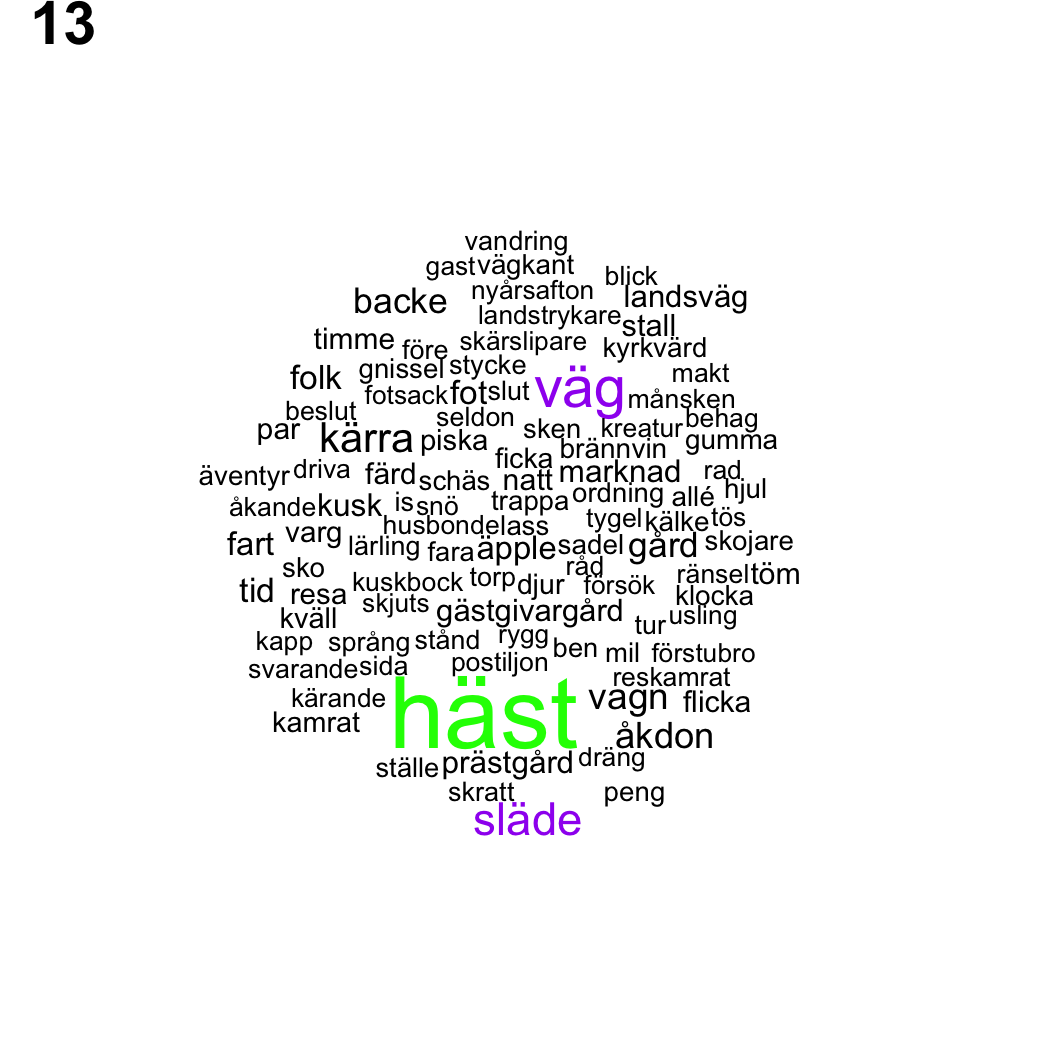 13
vandring
gast vägkant blick
backe nyårsafton landsväg
landstrykare stall
timme före skärslipare kyrkvärd
folk gnissel stycke väg makt
fotsack fot slut månsken
beslut seldon behag
par kärra piska sken kreatur gumma
ficka brännvin
äventyr driva färd schäs natt marknad rad
åkande kusk is snö trappa ordning allé hjul
varg husbonde lass tygel kälke tös
fart lärling fara äpple sadel gård skojare
sko råd
tid resa kuskbock torp djur försök ränsel töm
kväll skjuts gästgivargård klocka
tur usling
kapp språng stånd rygg ben mil förstubro
svarande sida postiljon reskamrat
kärande häst vagn flicka
kamrat åkdon
ställe prästgård dräng
skratt peng
släde